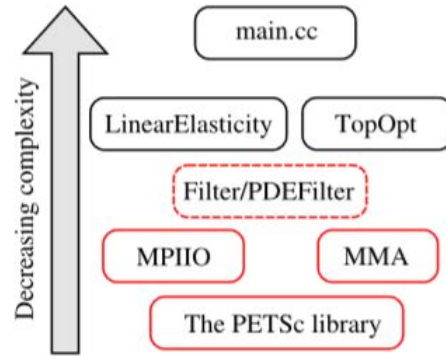 main.cc
LinearElasticity
TopOpt
Filter/PDEFilter
MPIIO
MMA
The PETSc library
Decreasing complexity